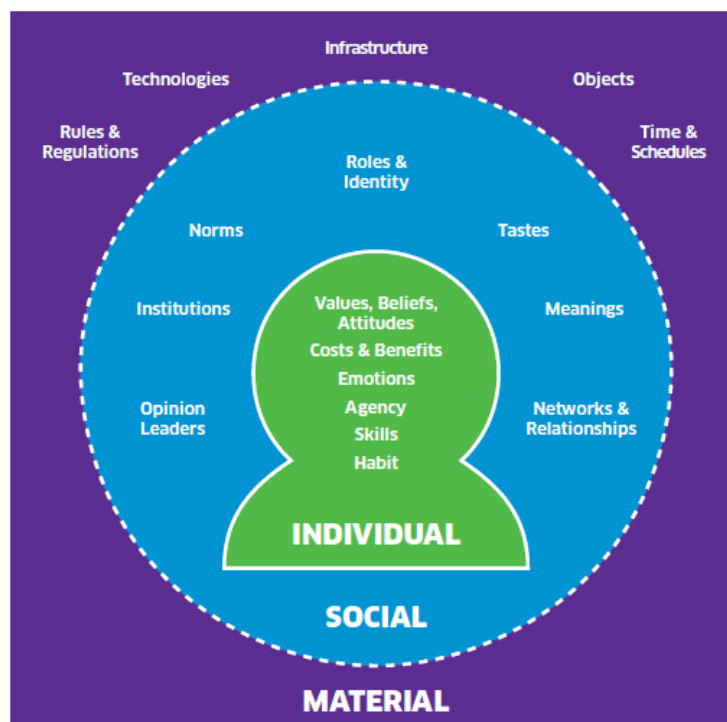 Infrastructure
Technologies
Objects
Rules &
Regulations
Time &
Schedules
Roles &
Identity
Norms
Tastes
Institutions
Meanings
Opinion
Leaders
Networks &
Relationships
Values, Beliefs,
Attitudes
Costs & Benefits
Emotions
Agency
Skills
Habit
INDIVIDUAL
SOCIAL
MATERIAL